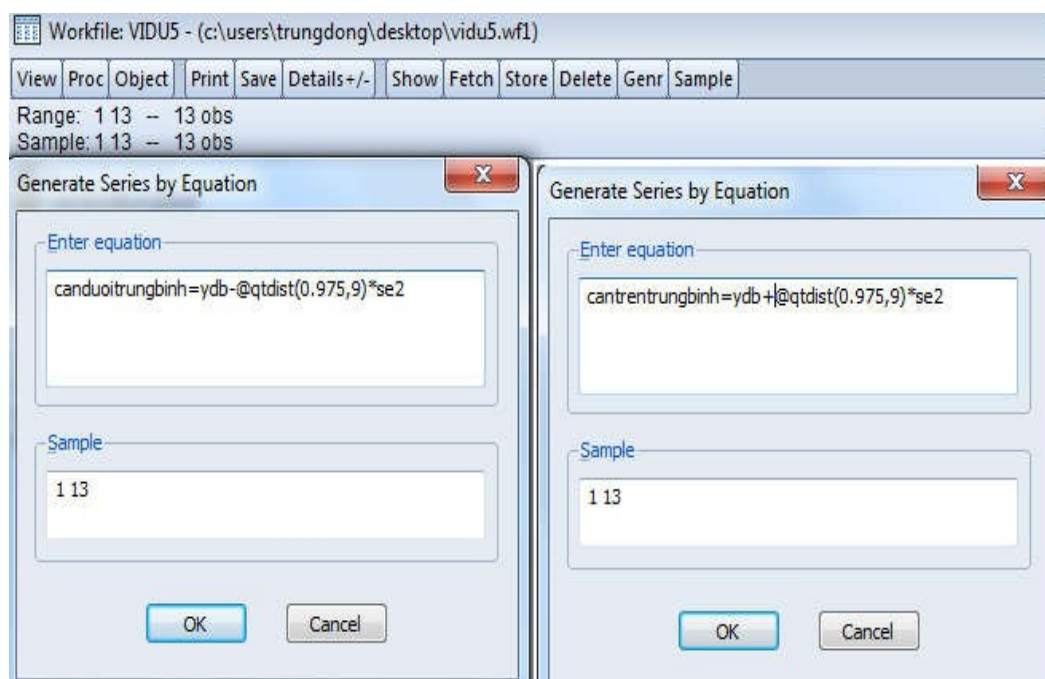 Workfile: VIDU5 - (c:\users\trungdong\desktop\vidu5.wf1)
View Proc Object Print Save Details+/- Show Fetch Store Delete Genr Sample
Range: 1 13 -- 13 obs
Sample: 1 13 -- 13 obs
Generate Series by Equation
X
Enter equation
canduoitrungbinh=ydb-@qtdist(0.975,9)*se2
Sample
1 13
OK Cancel
Generate Series by Equation
X
Enter equation
cantrentrungbinh=ydb+@qtdist(0.975,9)*se2
Sample
1 13
OK Cancel